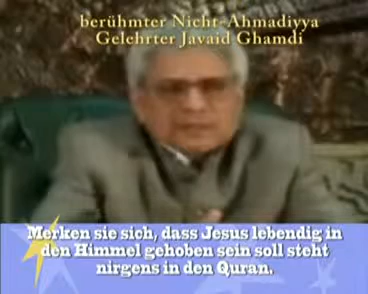 berühmter Nicht-Ahmadiyya
Gelehrter Javaid Ghamdi
Merken sie sich, dass Jesus lebendig in
den Himmel gehoben sein soll steht
nirgens in den Quran.